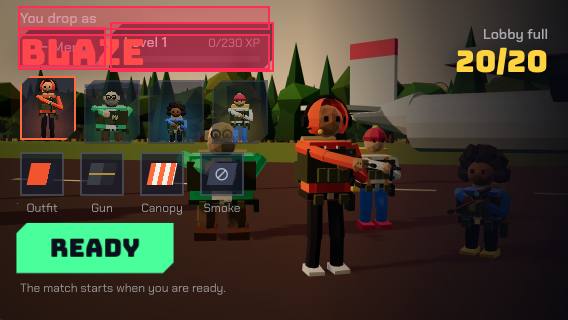 You drop as
BLAZE
Menu
Level 1
0/230 XP
Lobby full
20/20
Outfit
Gun
Canopy
Smoke
READY
The match starts when you are ready.